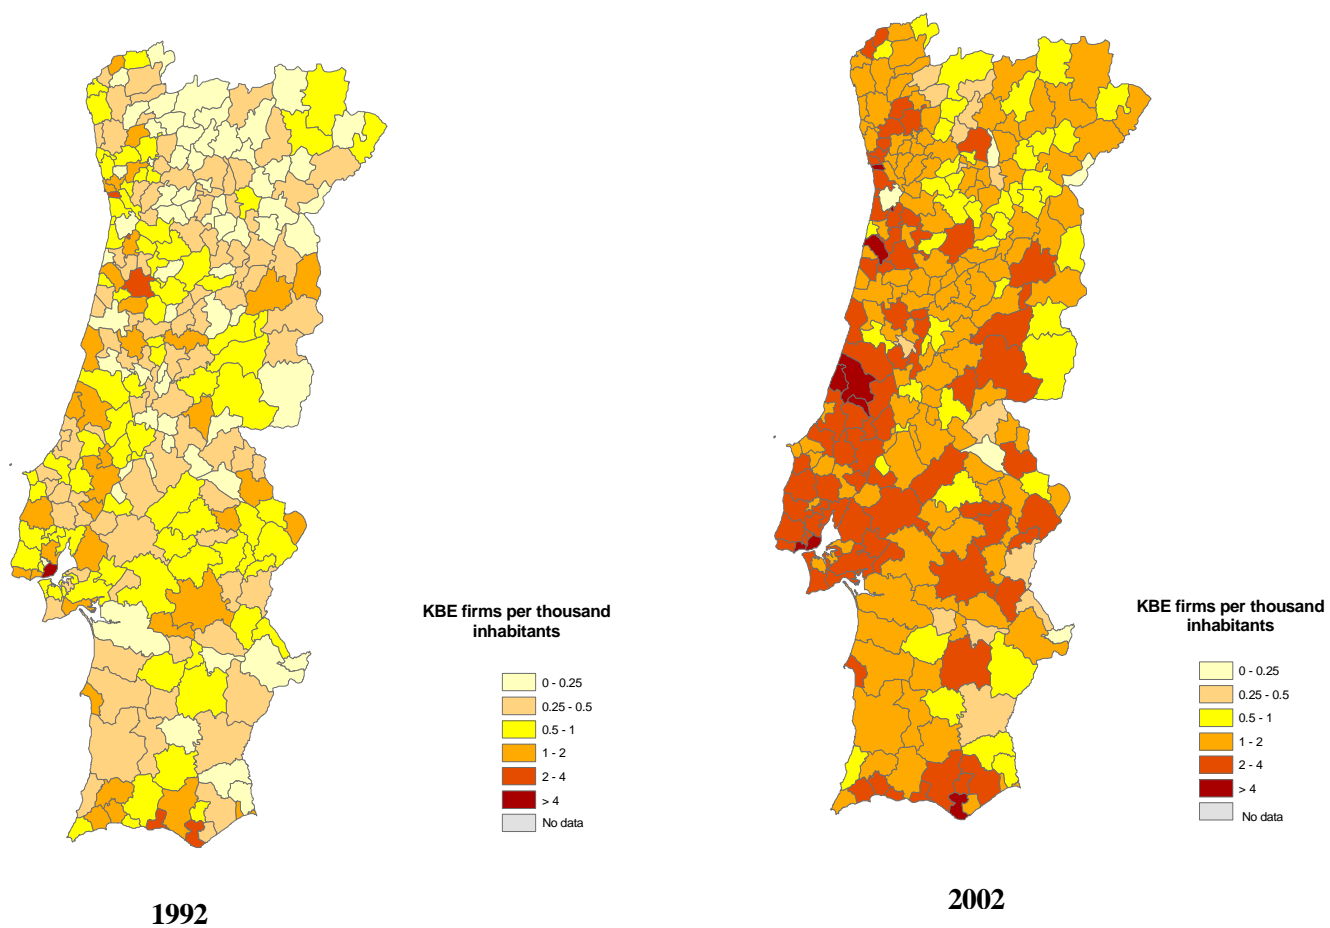 KBE firms per thousand
inhabitants
0 - 0.25
0.25 - 0.5
0.5 - 1
1 - 2
2 - 4
> 4
No data
1992
KBE firms per thousand
inhabitants
0 - 0.25
0.25 - 0.5
0.5 - 1
1 - 2
2 - 4
> 4
No data
2002